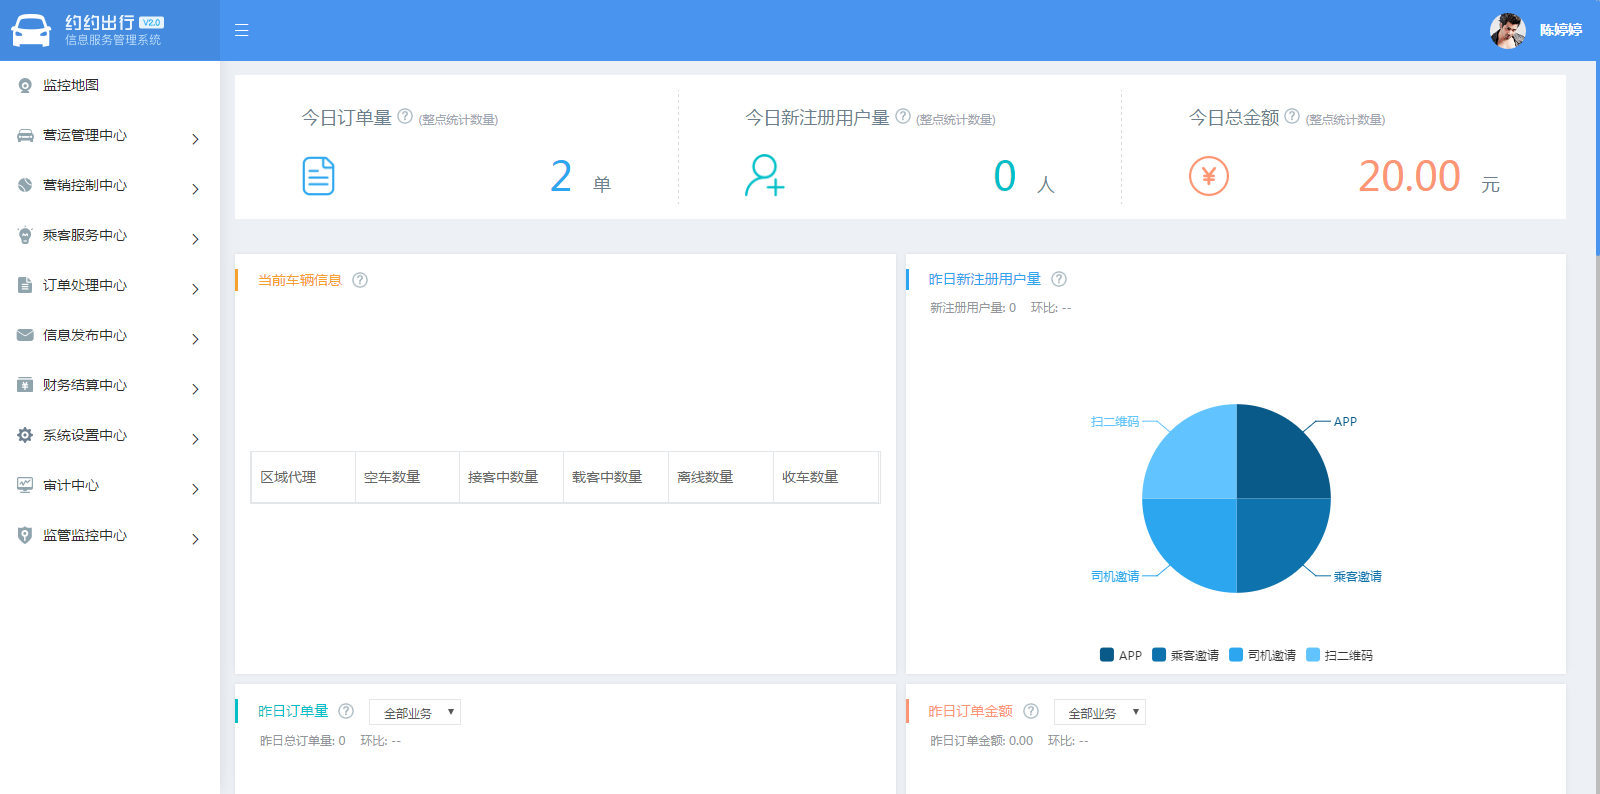 约约出行 V2.0
信息服务管理系统
陈婷婷
监控地图
营运管理中心
营销控制中心
乘客服务中心
订单处理中心
信息发布中心
财务结算中心
系统设置中心
审计中心
监管监控中心
今日订单量 ? (整点统计数量)
2 单
今日新注册用户量 ? (整点统计数量)
0 人
今日总金额 ? (整点统计数量)
¥ 20.00 元
当前车辆信息 ?
区域代理 空车数量 接客中数量 载客中数量 离线数量 收车数量
昨日新注册用户量 ?
新注册用户量: 0 环比: --
扫二维码 APP
司机邀请 乘客邀请
APP 乘客邀请 司机邀请 扫二维码
昨日订单量 ? 全部业务
昨日总订单量: 0 环比: --
昨日订单金额 ? 全部业务
昨日订单金额: 0.00 环比: --